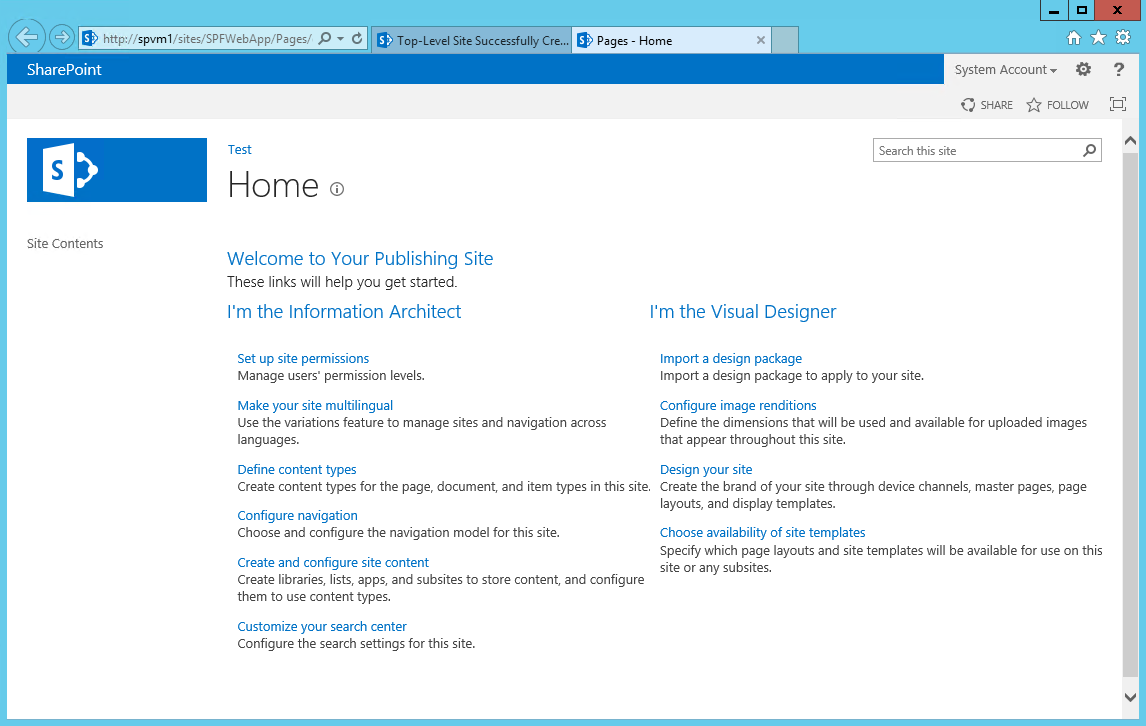 http://spvm1/sites/SPFWebApp/Pages/
Top-Level Site Successfully Cre...
Pages - Home
SharePoint
System Account
?
SHARE
FOLLOW
S
Test
Search this site
Home
Site Contents
Welcome to Your Publishing Site
These links will help you get started.
I'm the Information Architect
Set up site permissions
Manage users' permission levels.
Make your site multilingual
Use the variations feature to manage sites and navigation across
languages.
Define content types
Create content types for the page, document, and item types in this site.
Configure navigation
Choose and configure the navigation model for this site.
Create and configure site content
Create libraries, lists, apps, and subsites to store content, and configure
them to use content types.
Customize your search center
Configure the search settings for this site.
I'm the Visual Designer
Import a design package
Import a design package to apply to your site.
Configure image renditions
Define the dimensions that will be used and available for uploaded images
that appear throughout this site.
Design your site
Create the brand of your site through device channels, master pages, page
layouts, and display templates.
Choose availability of site templates
Specify which page layouts and site templates will be available for use on this
site or any subsites.